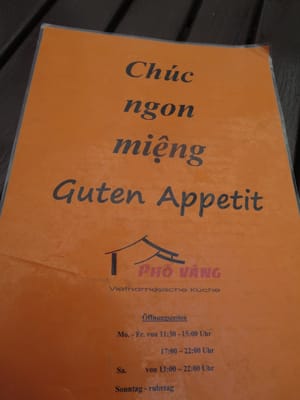 Chúc
ngon
miệng
Guten Appetit
PHỐ VÀNG
Vietnamesische Küche
Öffnungszeiten
Mo. - Fr. von 11:30 - 15:00 Uhr
17:00 – 22:00 Uhr
Sa. von 13:00 – 22:00 Uhr
Sonntag - ruhetag